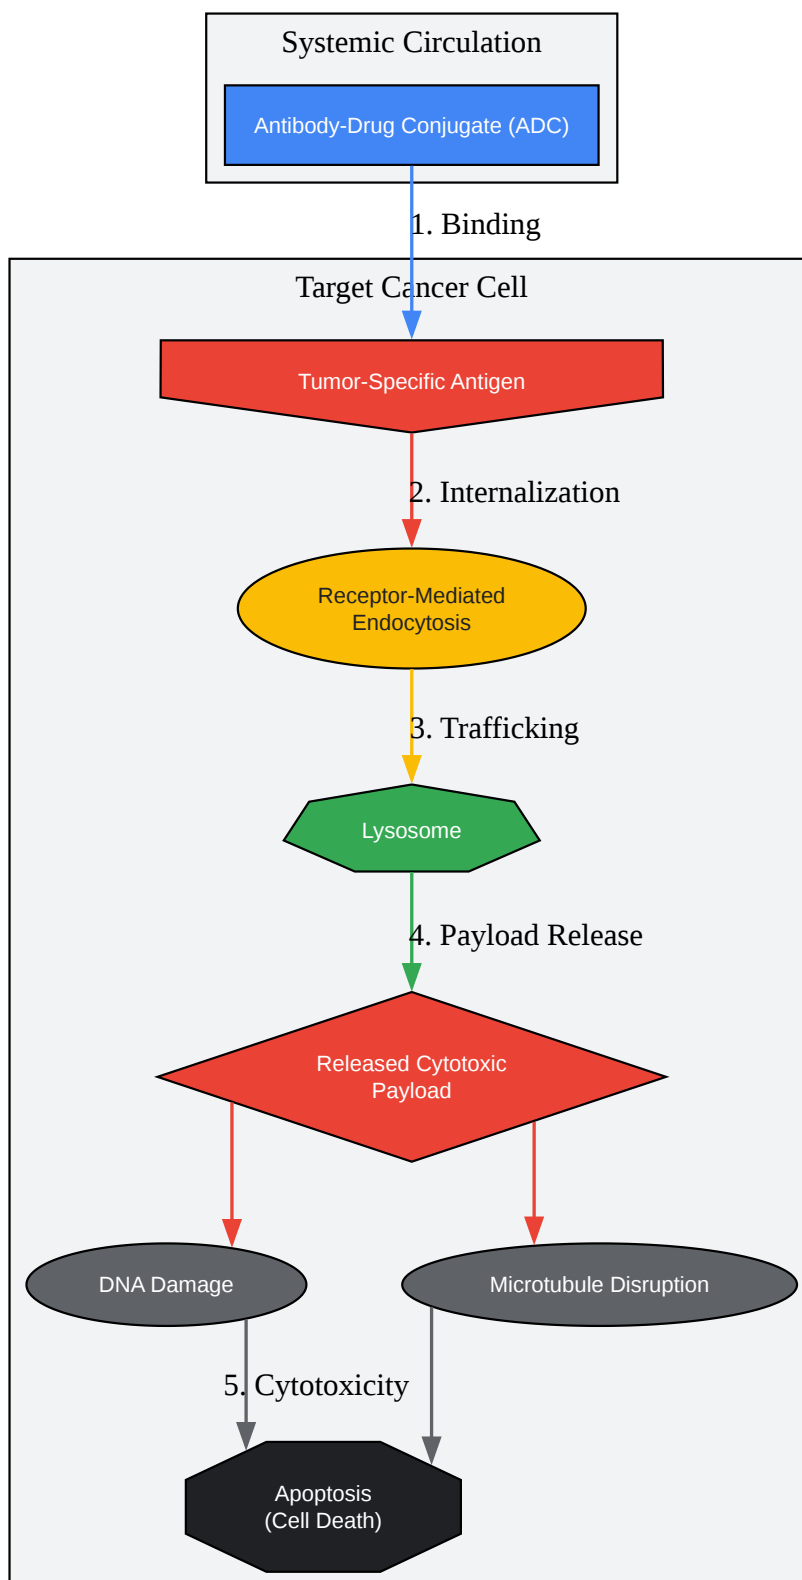 Systemic Circulation
Antibody-Drug Conjugate (ADC)
1. Binding
Target Cancer Cell
Tumor-Specific Antigen
2. Internalization
Receptor-Mediated
Endocytosis
3. Trafficking
Lysosome
4. Payload Release
Released Cytotoxic
Payload
DNA Damage
Microtubule Disruption
5. Cytotoxicity
Apoptosis
(Cell Death)